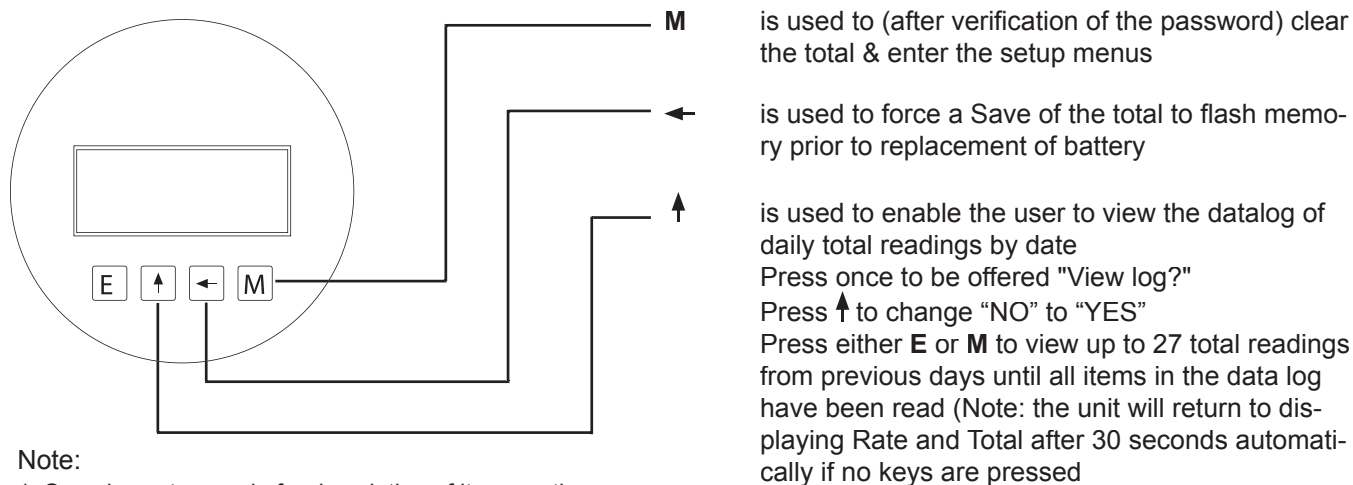 M
is used to (after verification of the password) clear
the total & enter the setup menus
←
is used to force a Save of the total to flash memo-
ry prior to replacement of battery
↑
is used to enable the user to view the datalog of
daily total readings by date
Press once to be offered "View log?"
Press ↑ to change “NO” to “YES”
Press either E or M to view up to 27 total readings
from previous days until all items in the data log
have been read (Note: the unit will return to dis-
playing Rate and Total after 30 seconds automati-
cally if no keys are pressed
E ↑ ← M
Note: